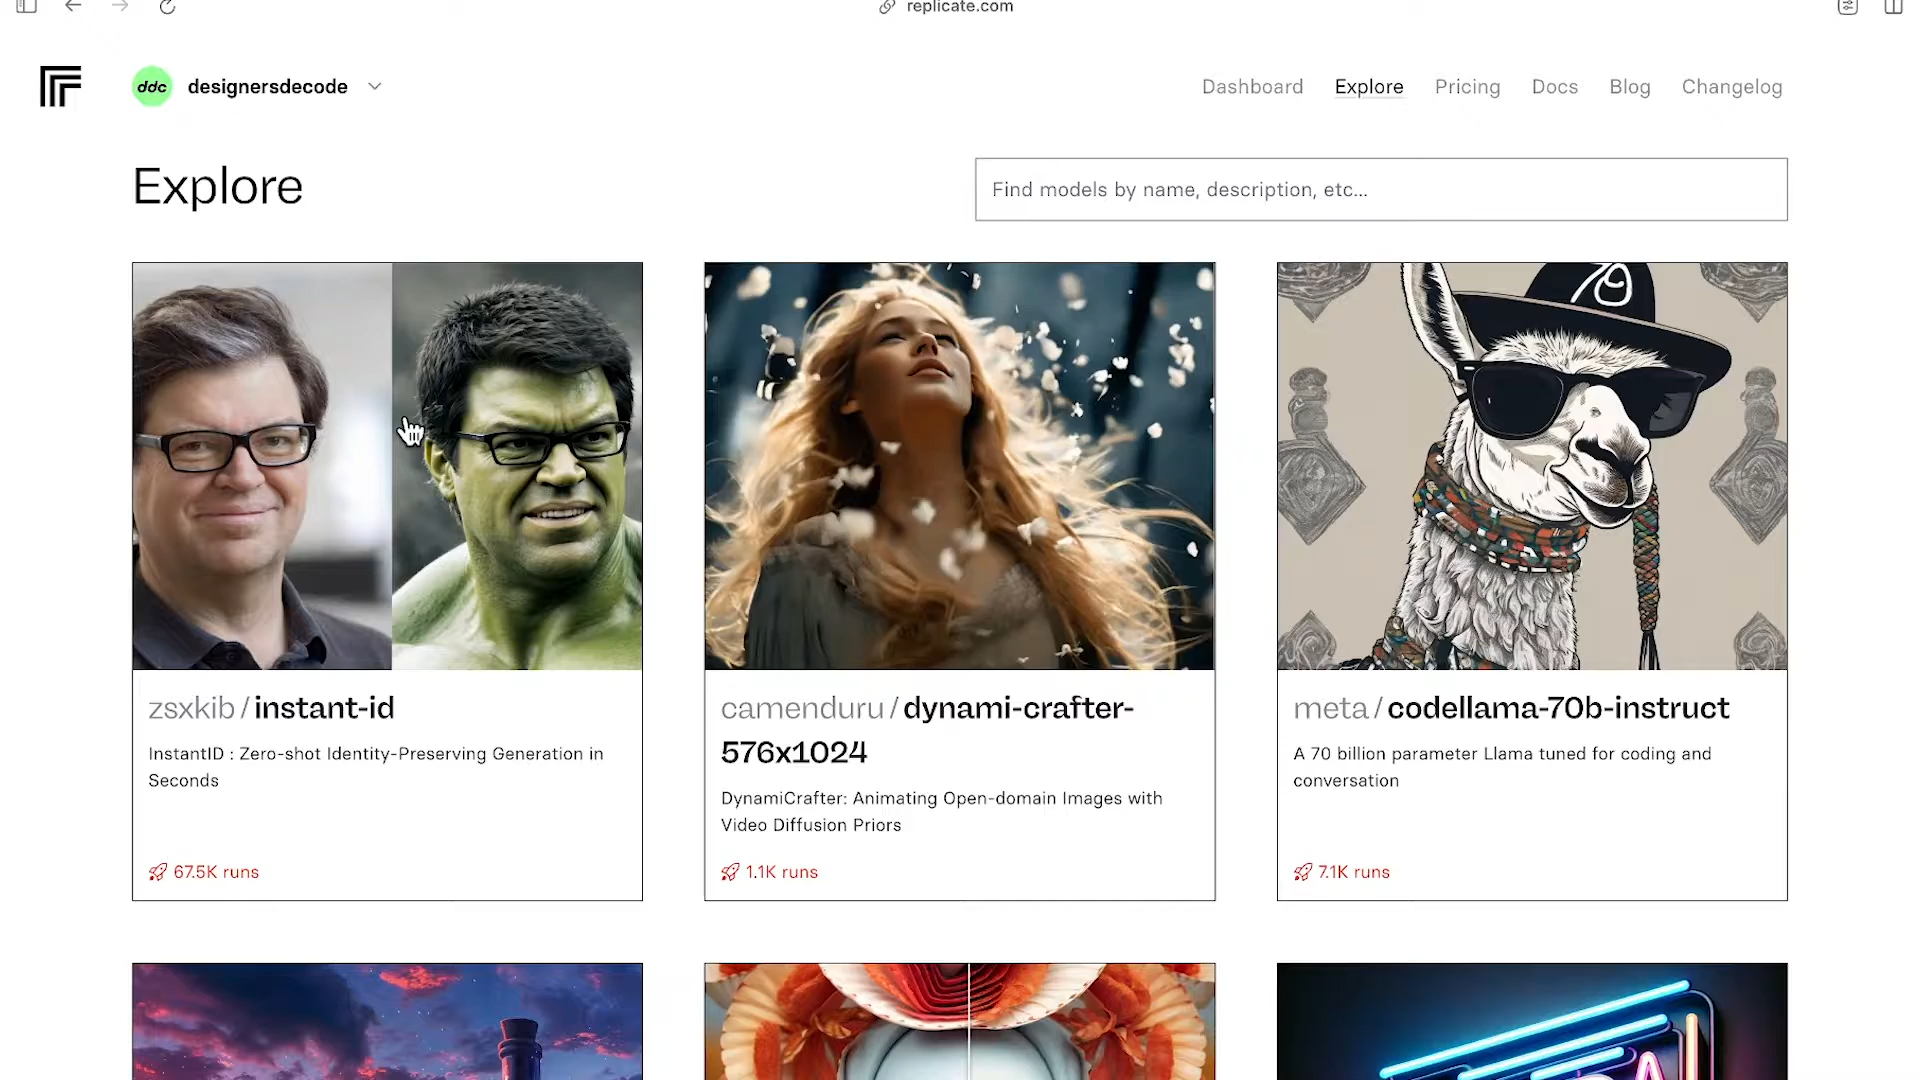 replicate.com
ddc designersdecode
Dashboard Explore Pricing Docs Blog Changelog
Explore
Find models by name, description, etc...
zsxkib/instant-id
InstantID : Zero-shot Identity-Preserving Generation in
Seconds
67.5K runs
camenduru/dynami-crafter-
576x1024
DynamiCrafter: Animating Open-domain Images with
Video Diffusion Priors
1.1K runs
70
meta/codellama-70b-instruct
A 70 billion parameter Llama tuned for coding and
conversation
7.1K runs
AI